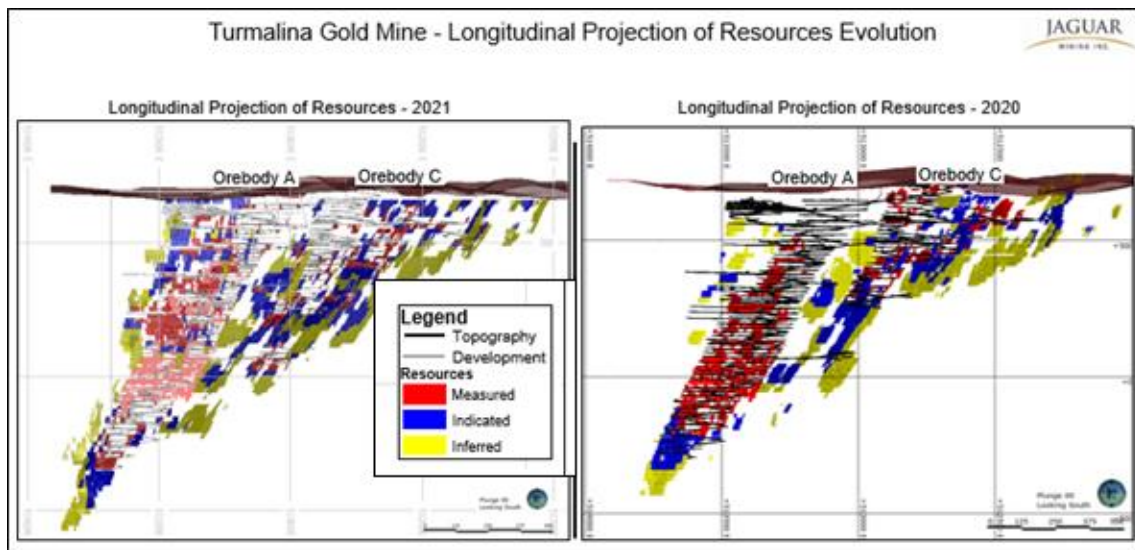 Turmalina Gold Mine - Longitudinal Projection of Resources Evolution
JAGUAR
MINING INC
Longitudinal Projection of Resources - 2021
Longitudinal Projection of Resources - 2020
Orebody A
Orebody C
Orebody A
Orebody C
Legend
Topography
Development
Resources
Measured
Indicated
Inferred
Looking South
Looking South